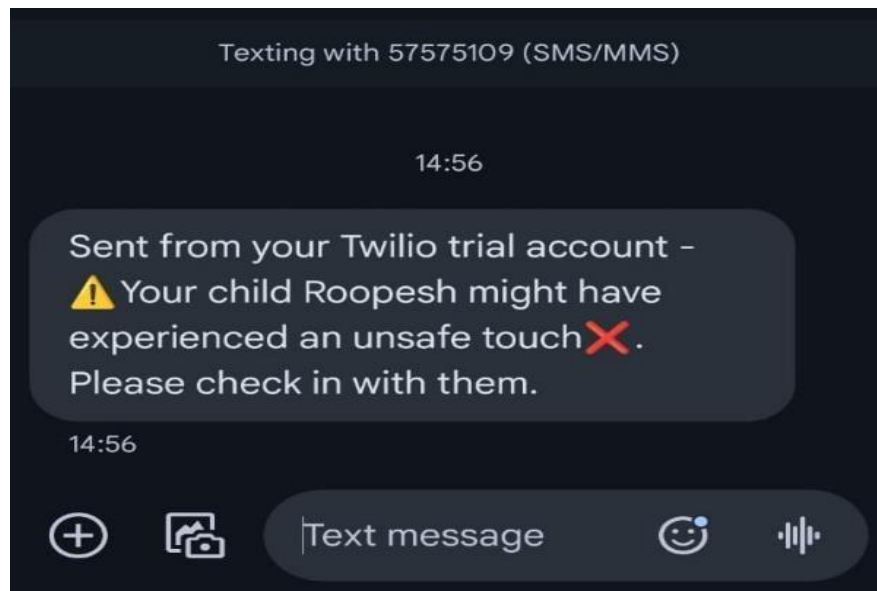 Texting with 57575109 (SMS/MMS)
14:56
Sent from your Twilio trial account -
⚠️Your child Roopesh might have
experienced an unsafe touch❌.
Please check in with them.
14:56
Text message